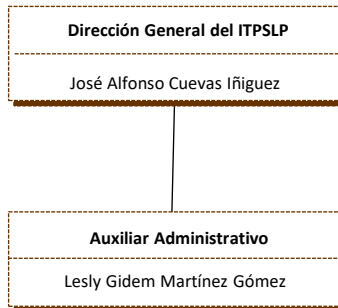 Dirección General del ITPSLP
José Alfonso Cuevas Iñiguez
Auxiliar Administrativo
Lesly Gidem Martínez Gómez